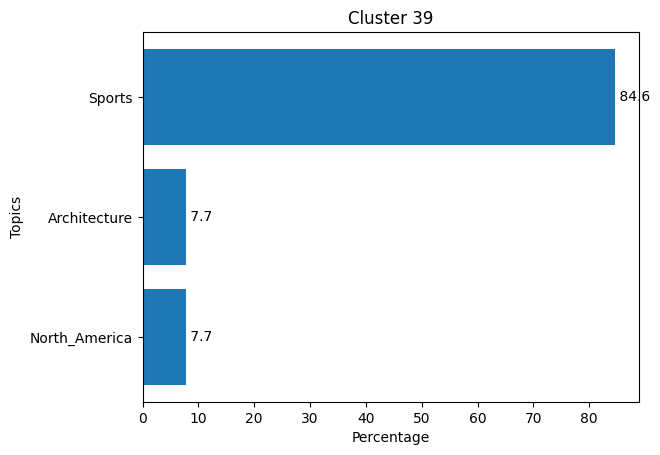 Cluster 39
Topics
Sports
84.6
Architecture
7.7
North_America
7.7
0 10 20 30 40 50 60 70 80
Percentage